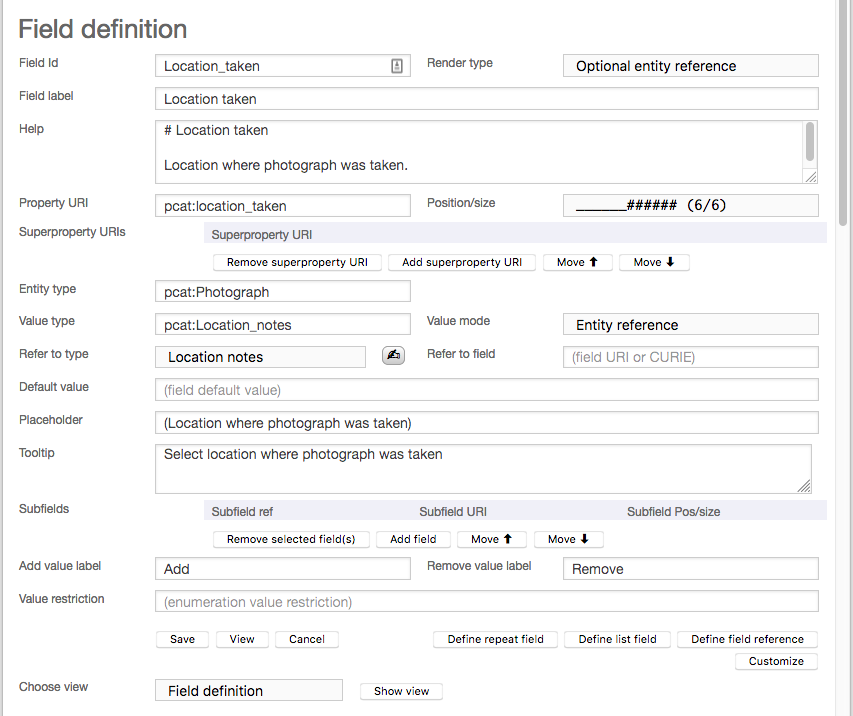 Field definition
Field Id Location_taken Render type Optional entity reference
Field label Location taken
Help # Location taken
Location where photograph was taken.
Property URI pcat:location_taken Position/size ______###### (6/6)
Superproperty URIs Superproperty URI
Remove superproperty URI Add superproperty URI Move ⬆ Move ⬇
Entity type pcat:Photograph
Value type pcat:Location_notes Value mode Entity reference
Refer to type Location notes ✍ Refer to field (field URI or CURIE)
Default value (field default value)
Placeholder (Location where photograph was taken)
Tooltip Select location where photograph was taken
Subfields Subfield ref Subfield URI Subfield Pos/size
Remove selected field(s) Add field Move ⬆ Move ⬇
Add value label Add Remove value label Remove
Value restriction (enumeration value restriction)
Save View Cancel Define repeat field Define list field Define field reference
Customize
Choose view Field definition Show view